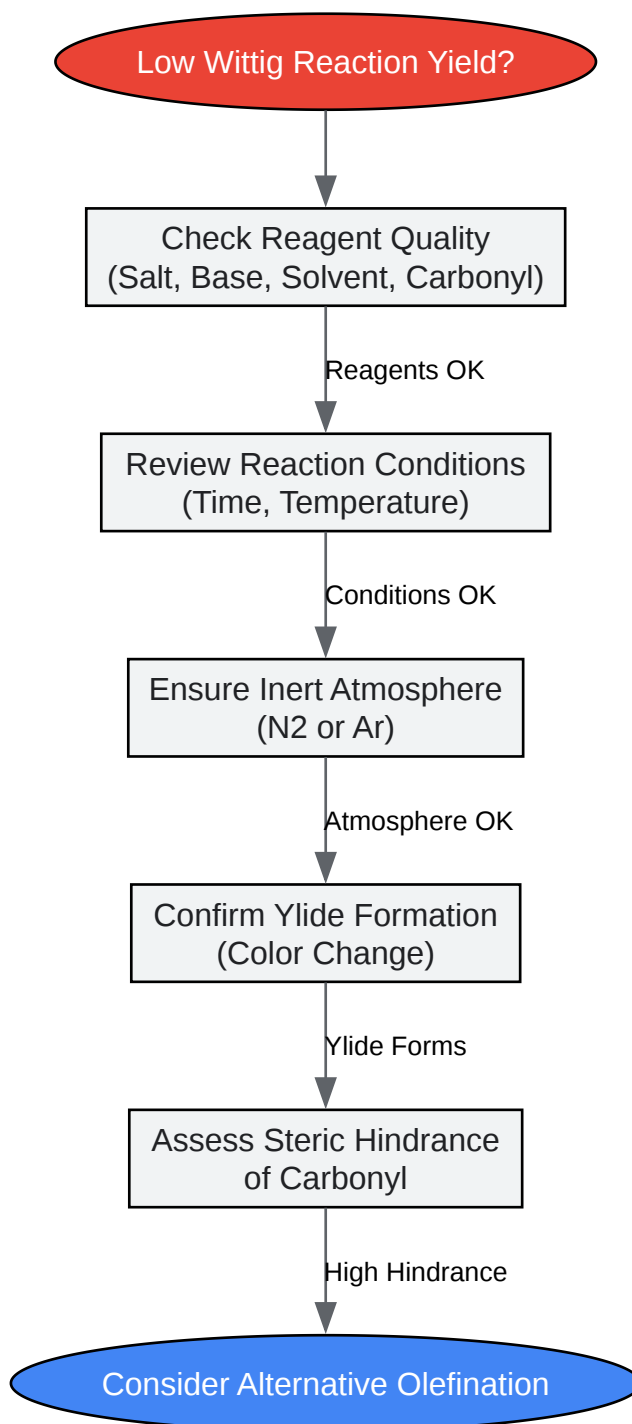 Low Wittig Reaction Yield?
Check Reagent Quality
(Salt, Base, Solvent, Carbonyl)
Reagents OK
Review Reaction Conditions
(Time, Temperature)
Conditions OK
Ensure Inert Atmosphere
(N2 or Ar)
Atmosphere OK
Confirm Ylide Formation
(Color Change)
Ylide Forms
Assess Steric Hindrance
of Carbonyl
High Hindrance
Consider Alternative Olefination